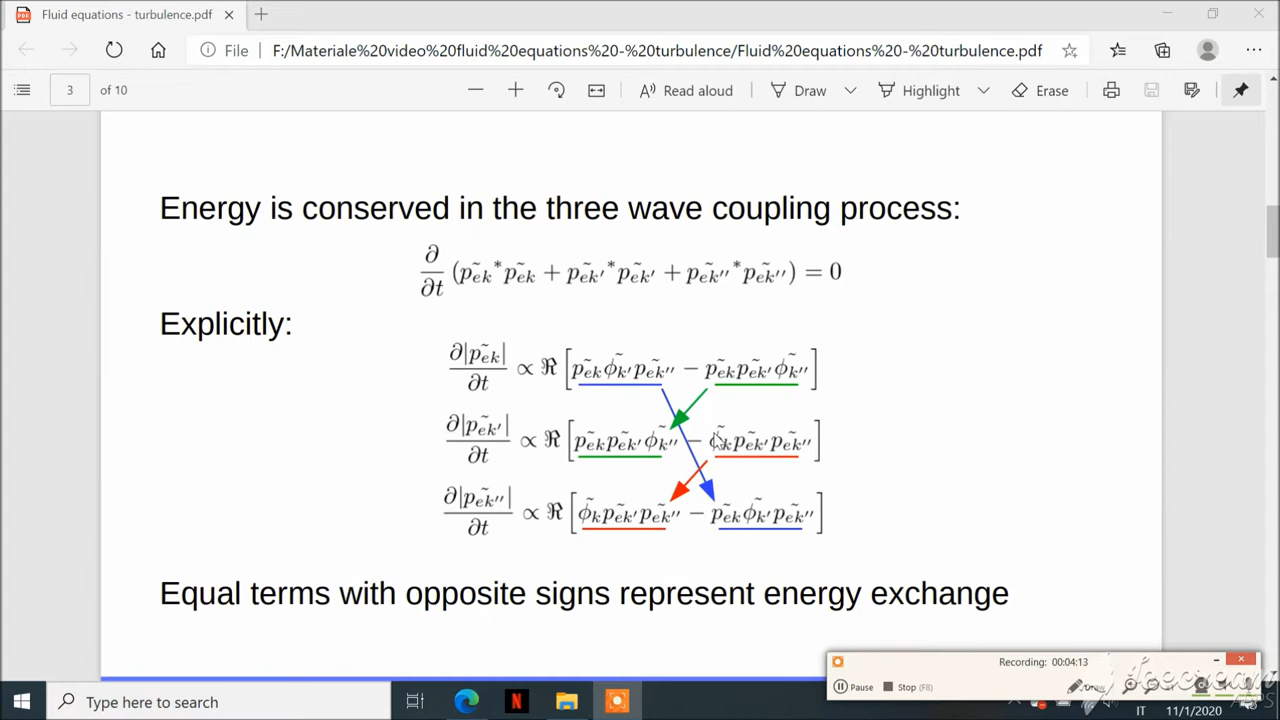 Fluid equations - turbulence.pdf
File F:/Materiale%20video%20fluid%20equations%20-%20turbulence/Fluid%20equations%20-%20turbulence.pdf
3 of 10 Read aloud Draw Highlight Erase
Energy is conserved in the three wave coupling process:
∂/∂t (p̃ₑₖ* p̃ₑₖ + p̃ₑₖ′* p̃ₑₖ′ + p̃ₑₖ″* p̃ₑₖ″) = 0
Explicitly:
∂|p̃ₑₖ|/∂t ∝ ℜ [p̃ₑₖ φ̃ₖ′ p̃ₑₖ″ − p̃ₑₖ p̃ₑₖ′ φ̃ₖ″]
∂|p̃ₑₖ′|/∂t ∝ ℜ [p̃ₑₖ p̃ₑₖ′ φ̃ₖ″ − φ̃ₖ p̃ₑₖ′ p̃ₑₖ″]
∂|p̃ₑₖ″|/∂t ∝ ℜ [φ̃ₖ p̃ₑₖ′ p̃ₑₖ″ − p̃ₑₖ φ̃ₖ′ p̃ₑₖ″]
Equal terms with opposite signs represent energy exchange
Recording: 00:04:13
Pause Stop (F8) Draw
Type here to search
IT
11/1/2020